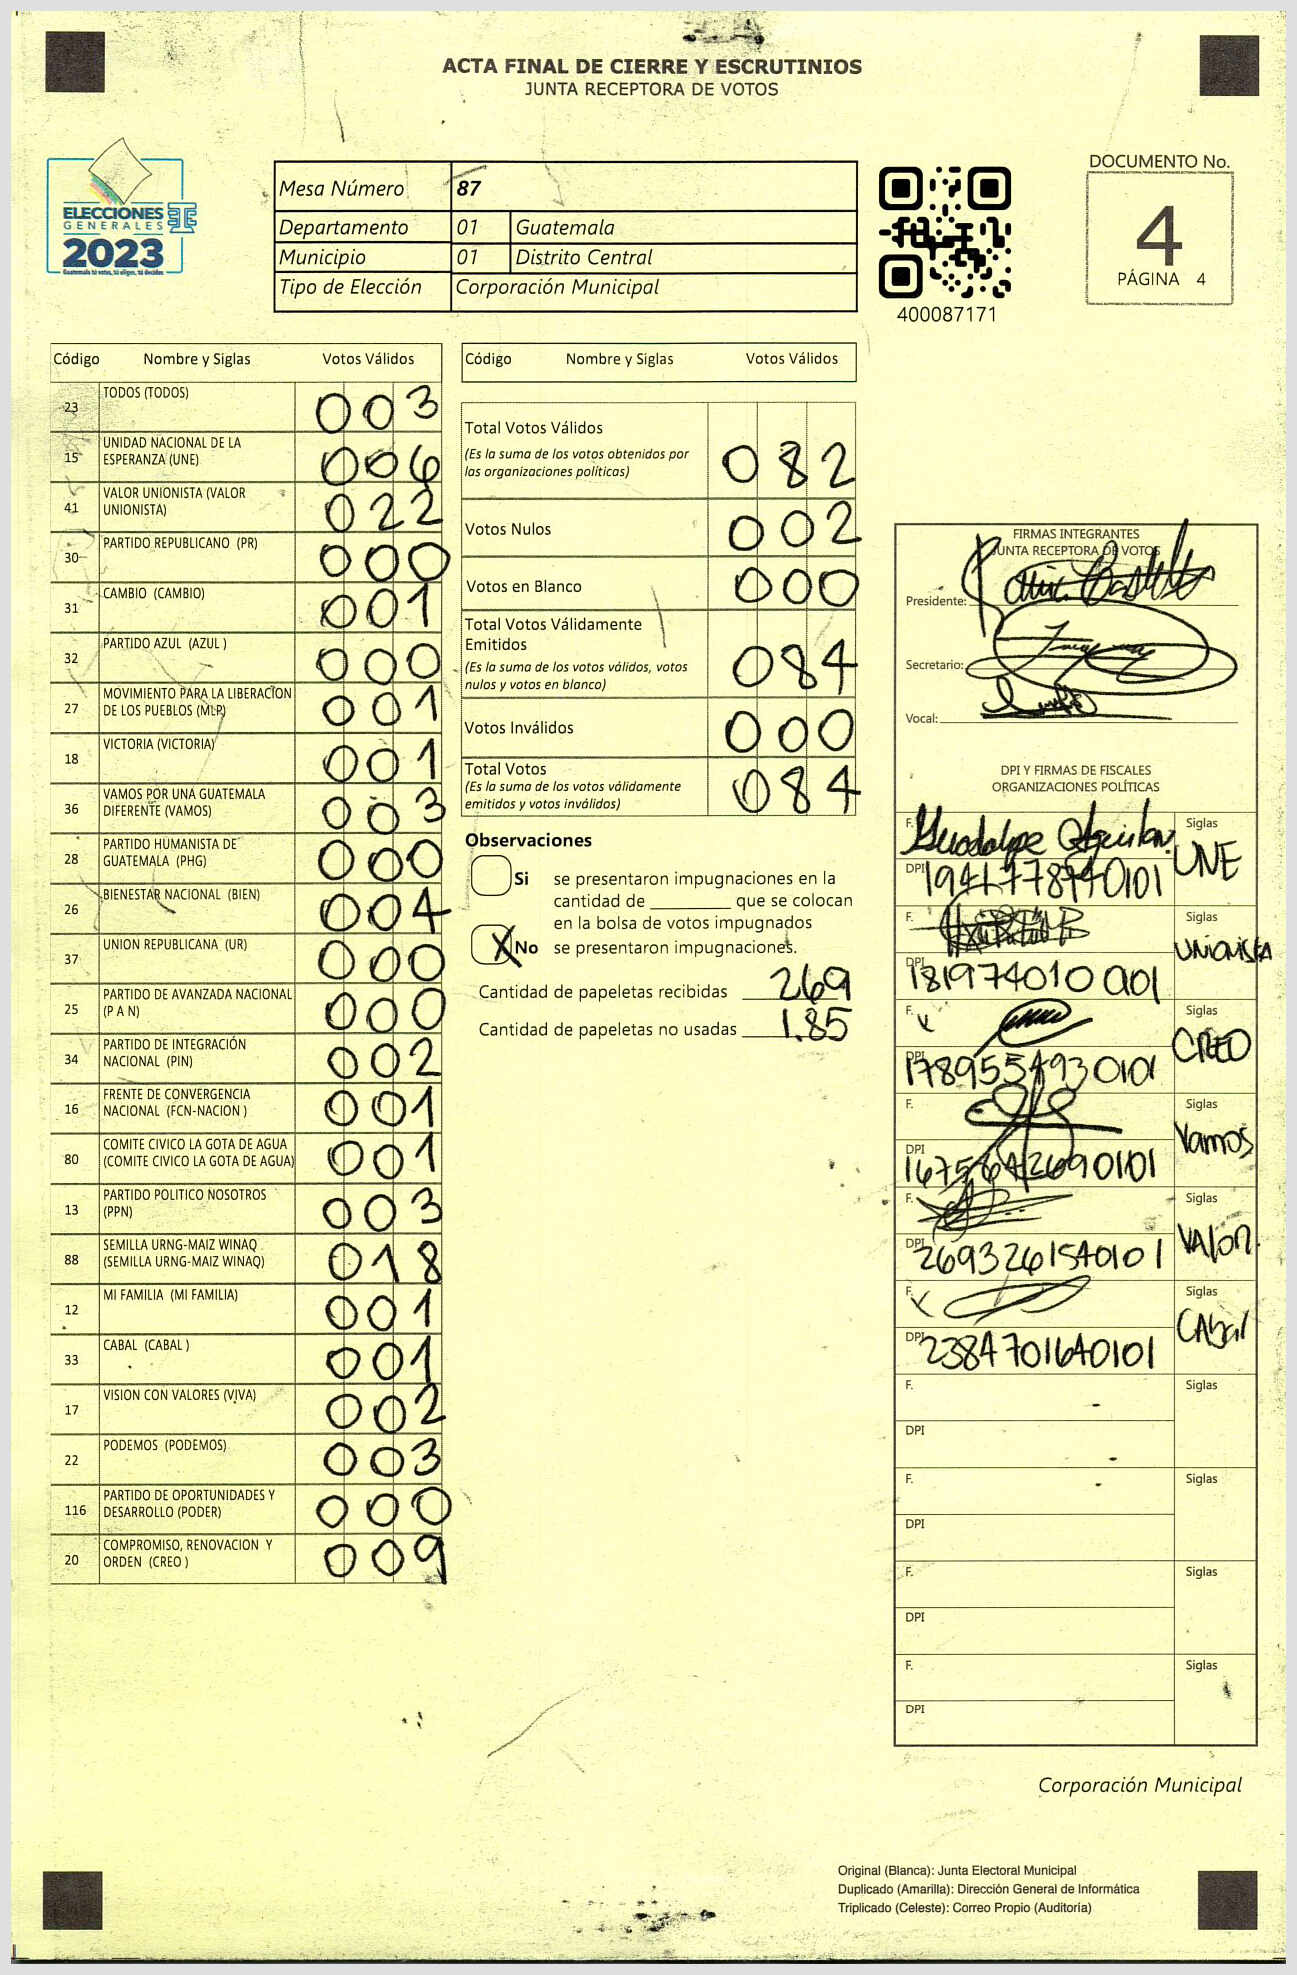 ACTA FINAL DE CIERRE Y ESCRUTINIOS
JUNTA RECEPTORA DE VOTOS
ELECCIONES
GENERALES
2023
Guatemala tú votas, tú eliges, tú decides
Mesa Número 87
Departamento 01 Guatemala
Municipio 01 Distrito Central
Tipo de Elección Corporación Municipal
400087171
DOCUMENTO No.
4
PÁGINA 4
Código Nombre y Siglas Votos Válidos
23 TODOS (TODOS) 003
15 UNIDAD NACIONAL DE LA ESPERANZA (UNE) 006
41 VALOR UNIONISTA (VALOR UNIONISTA) 022
30 PARTIDO REPUBLICANO (PR) 000
31 CAMBIO (CAMBIO) 001
32 PARTIDO AZUL (AZUL ) 000
27 MOVIMIENTO PARA LA LIBERACION DE LOS PUEBLOS (MLP) 001
18 VICTORIA (VICTORIA) 001
36 VAMOS POR UNA GUATEMALA DIFERENTE (VAMOS) 003
28 PARTIDO HUMANISTA DE GUATEMALA (PHG) 000
26 BIENESTAR NACIONAL (BIEN) 004
37 UNION REPUBLICANA (UR) 000
25 PARTIDO DE AVANZADA NACIONAL (P A N) 000
34 PARTIDO DE INTEGRACIÓN NACIONAL (PIN) 002
16 FRENTE DE CONVERGENCIA NACIONAL (FCN-NACION ) 001
80 COMITE CIVICO LA GOTA DE AGUA (COMITE CIVICO LA GOTA DE AGUA) 001
13 PARTIDO POLITICO NOSOTROS (PPN) 003
88 SEMILLA URNG-MAIZ WINAQ (SEMILLA URNG-MAIZ WINAQ) 018
12 MI FAMILIA (MI FAMILIA) 001
33 CABAL (CABAL ) 001
17 VISION CON VALORES (VIVA) 002
22 PODEMOS (PODEMOS) 003
116 PARTIDO DE OPORTUNIDADES Y DESARROLLO (PODER) 000
20 COMPROMISO, RENOVACION Y ORDEN (CREO ) 009
Código Nombre y Siglas Votos Válidos
Total Votos Válidos
(Es la suma de los votos obtenidos por
las organizaciones políticas) 082
Votos Nulos 002
Votos en Blanco 000
Total Votos Válidamente
Emitidos
(Es la suma de los votos válidos, votos
nulos y votos en blanco) 084
Votos Inválidos 000
Total Votos
(Es la suma de los votos válidamente
emitidos y votos inválidos) 084
Observaciones
Si se presentaron impugnaciones en la
cantidad de ________ que se colocan
en la bolsa de votos impugnados
X No se presentaron impugnaciones.
Cantidad de papeletas recibidas 269
Cantidad de papeletas no usadas 1.85
FIRMAS INTEGRANTES
JUNTA RECEPTORA DE VOTOS
Presidente:
Secretario:
Vocal:
DPI Y FIRMAS DE FISCALES
ORGANIZACIONES POLÍTICAS
F. Guadalupe Aguilar. Siglas UNE
DPI
F. Siglas UNIONISTA
DPI 181974010 0101
F. Siglas CREO
DPI 1789554930101
F. Siglas Vamos
DPI 1675642690101
F. Siglas VALOR.
DPI 2693261540101
F. Siglas CABAL
DPI 2384701640101
F. Siglas
DPI
F. Siglas
DPI
F. Siglas
DPI
F. Siglas
DPI
Corporación Municipal
Original (Blanca): Junta Electoral Municipal
Duplicado (Amarilla): Dirección General de Informática
Triplicado (Celeste): Correo Propio (Auditoría)